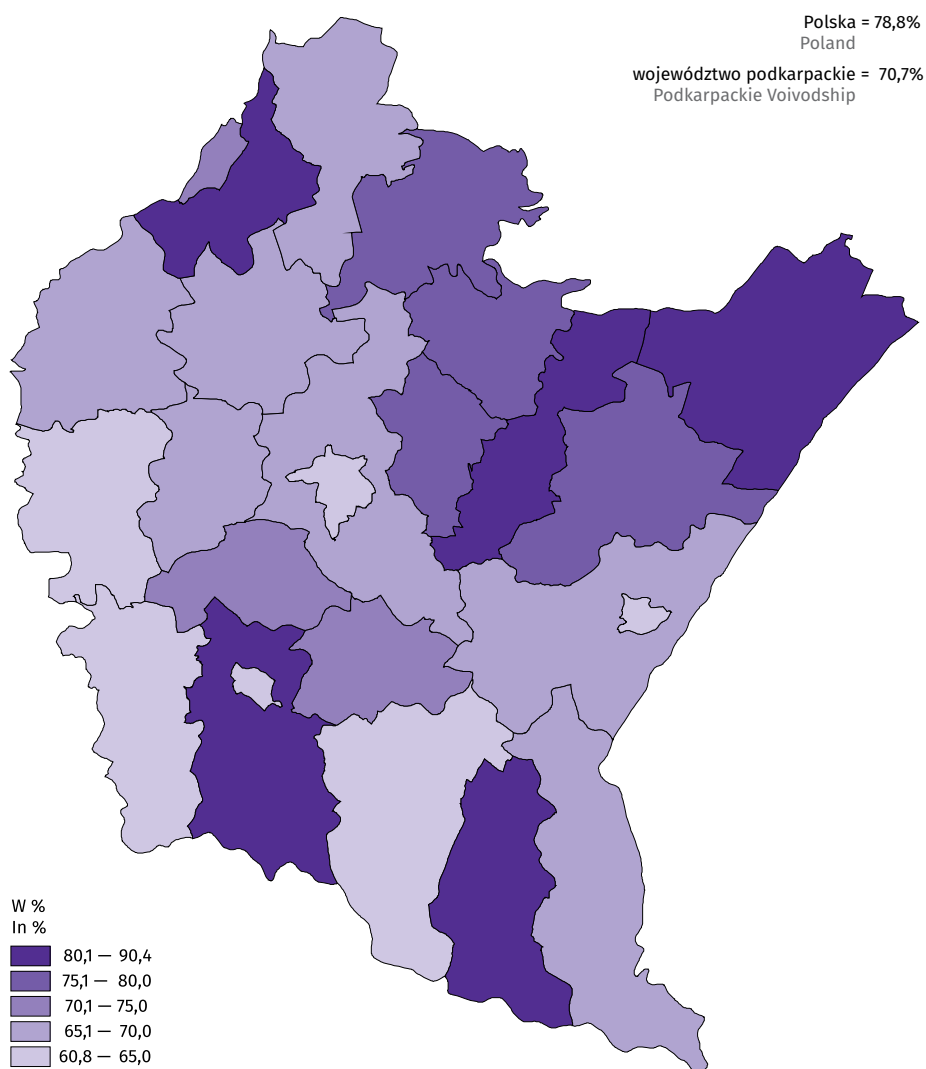 Polska = 78,8%
Poland
województwo podkarpackie = 70,7%
Podkarpackie Voivodship
W %
In %
80,1 — 90,4
75,1 — 80,0
70,1 — 75,0
65,1 — 70,0
60,8 — 65,0